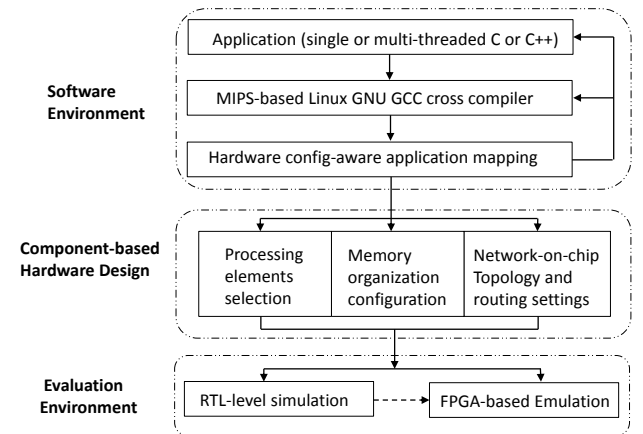 Software
Environment
Application (single or multi-threaded C or C++)
MIPS-based Linux GNU GCC cross compiler
Hardware config-aware application mapping
Component-based
Hardware Design
Processing
elements
selection
Memory
organization
configuration
Network-on-chip
Topology and
routing settings
Evaluation
Environment
RTL-level simulation
FPGA-based Emulation